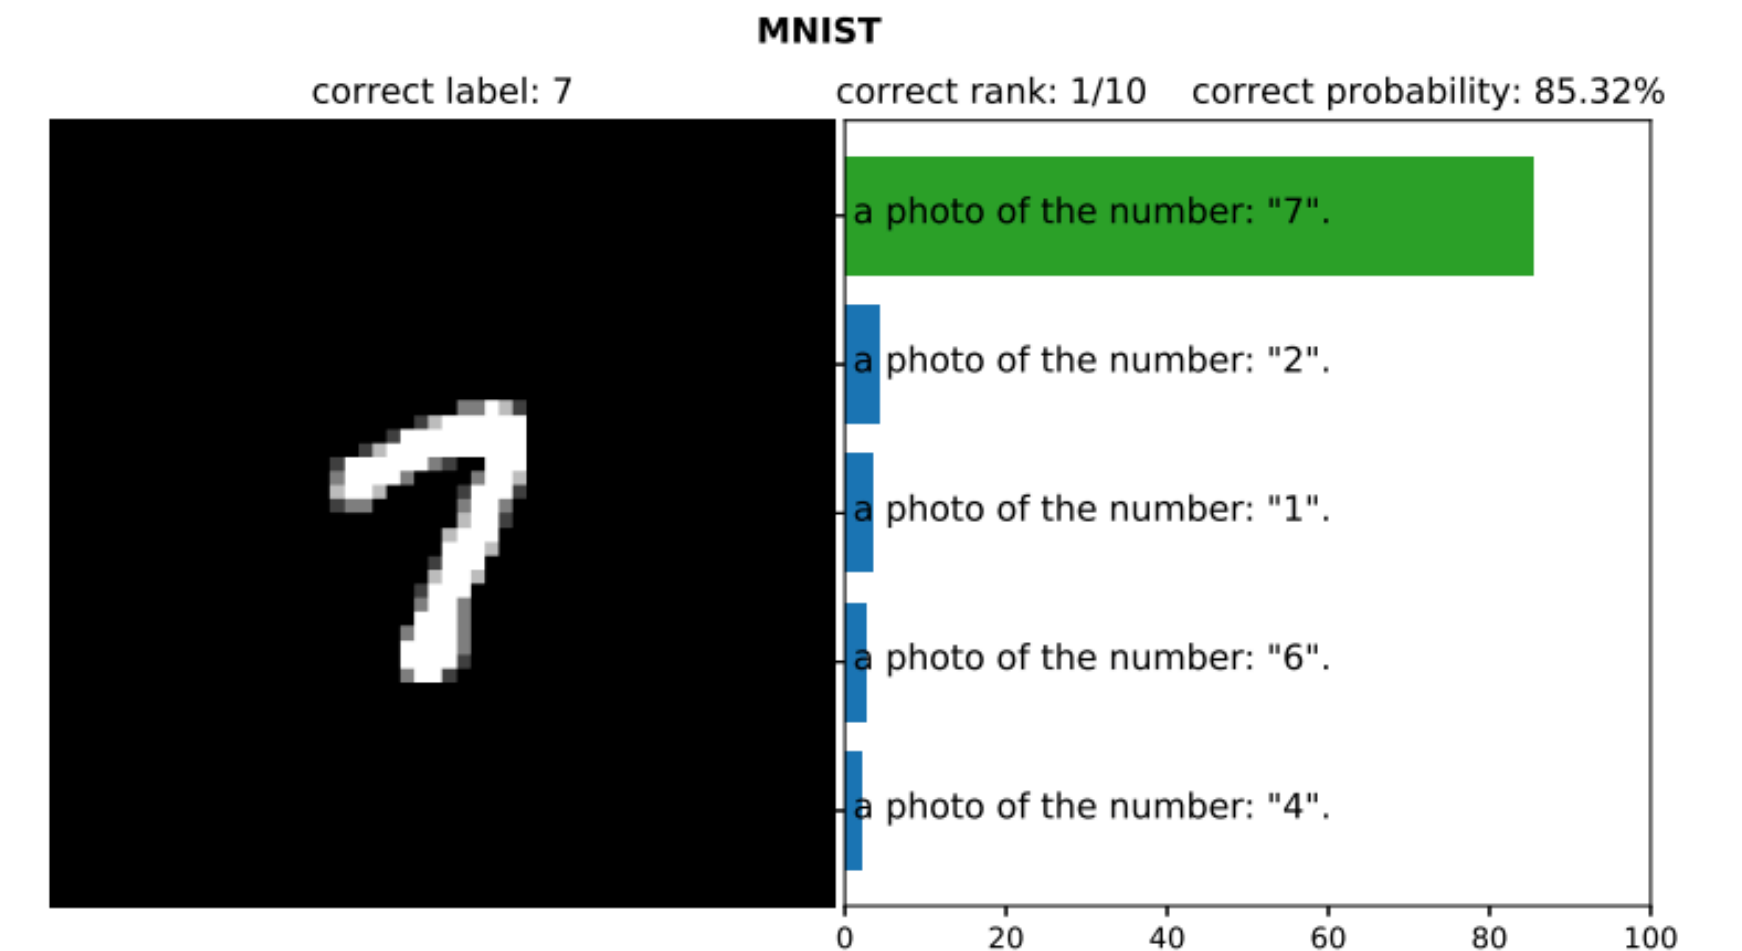 MNIST
correct label: 7
correct rank: 1/10 correct probability: 85.32%
7
a photo of the number: "7".
a photo of the number: "2".
a photo of the number: "1".
a photo of the number: "6".
a photo of the number: "4".
0 20 40 60 80 100